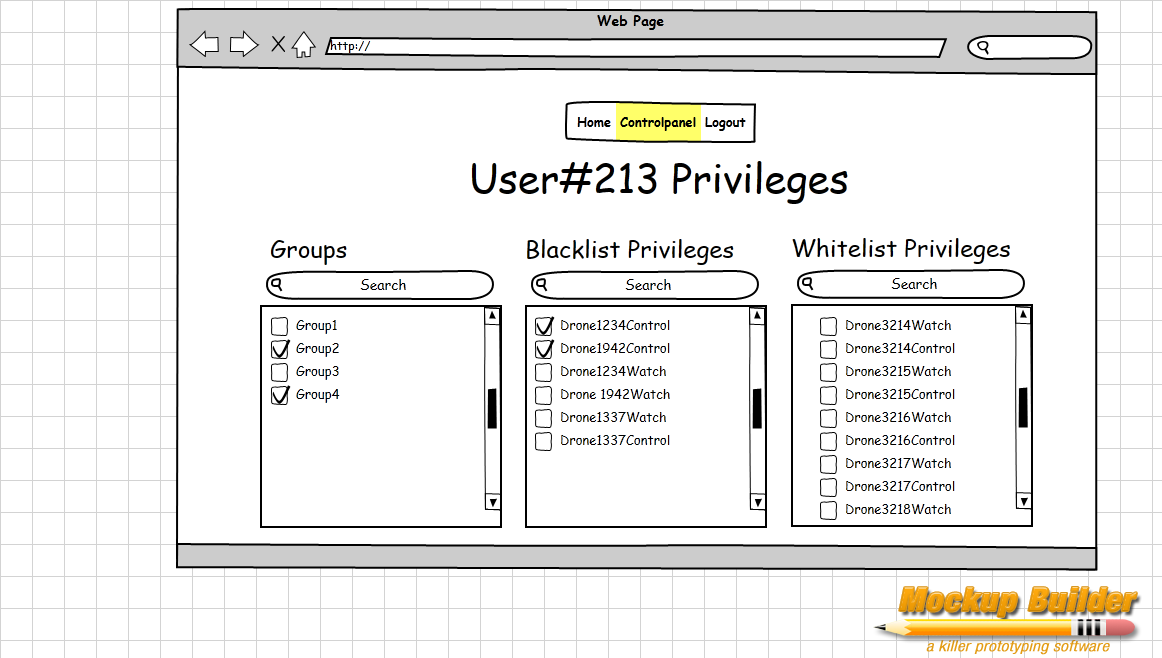 Web Page
http://
Home Controlpanel Logout
User#213 Privileges
Groups
Search
Group1
Group2
Group3
Group4
Blacklist Privileges
Search
Drone1234Control
Drone1942Control
Drone1234Watch
Drone 1942Watch
Drone1337Watch
Drone1337Control
Whitelist Privileges
Search
Drone3214Watch
Drone3214Control
Drone3215Watch
Drone3215Control
Drone3216Watch
Drone3216Control
Drone3217Watch
Drone3217Control
Drone3218Watch
Mockup Builder
a killer prototyping software